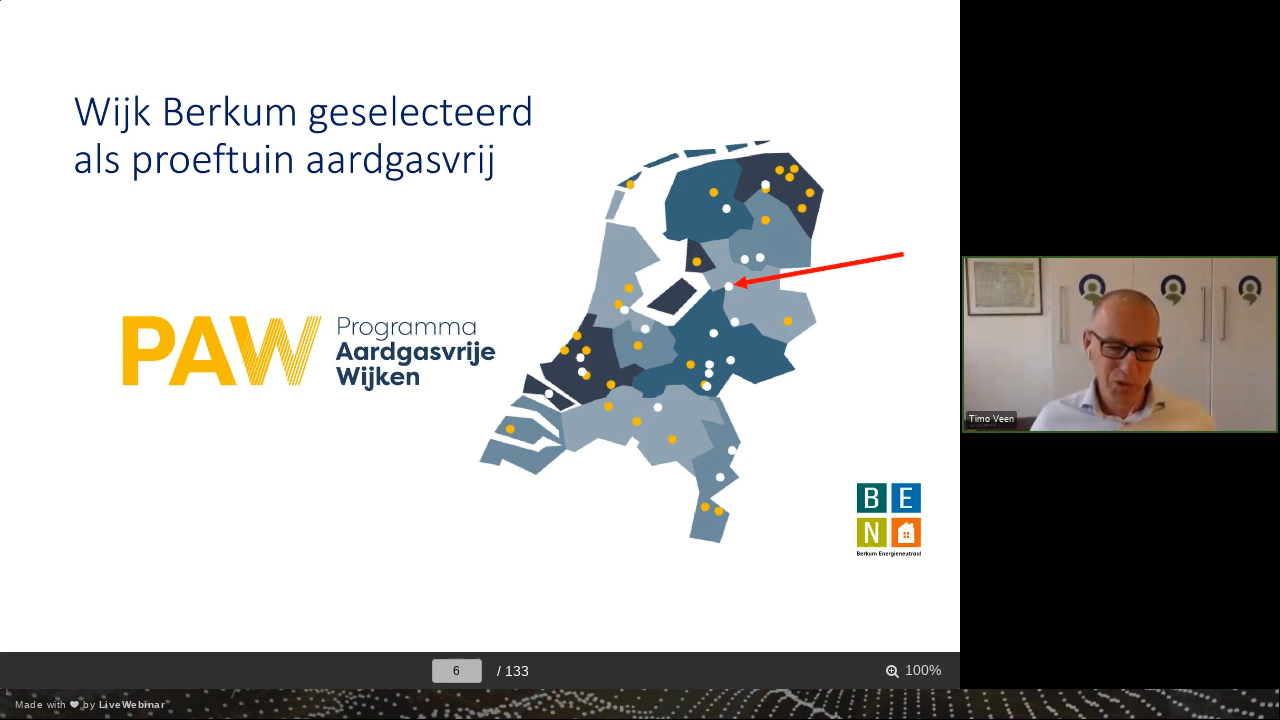 Wijk Berkum geselecteerd
als proeftuin aardgasvrij
PAW
Programma
Aardgasvrije
Wijken
B E
N
Berkum Energieneutraal
Timo Veen
6 / 133
100%
Made with ❤ by LiveWebinar